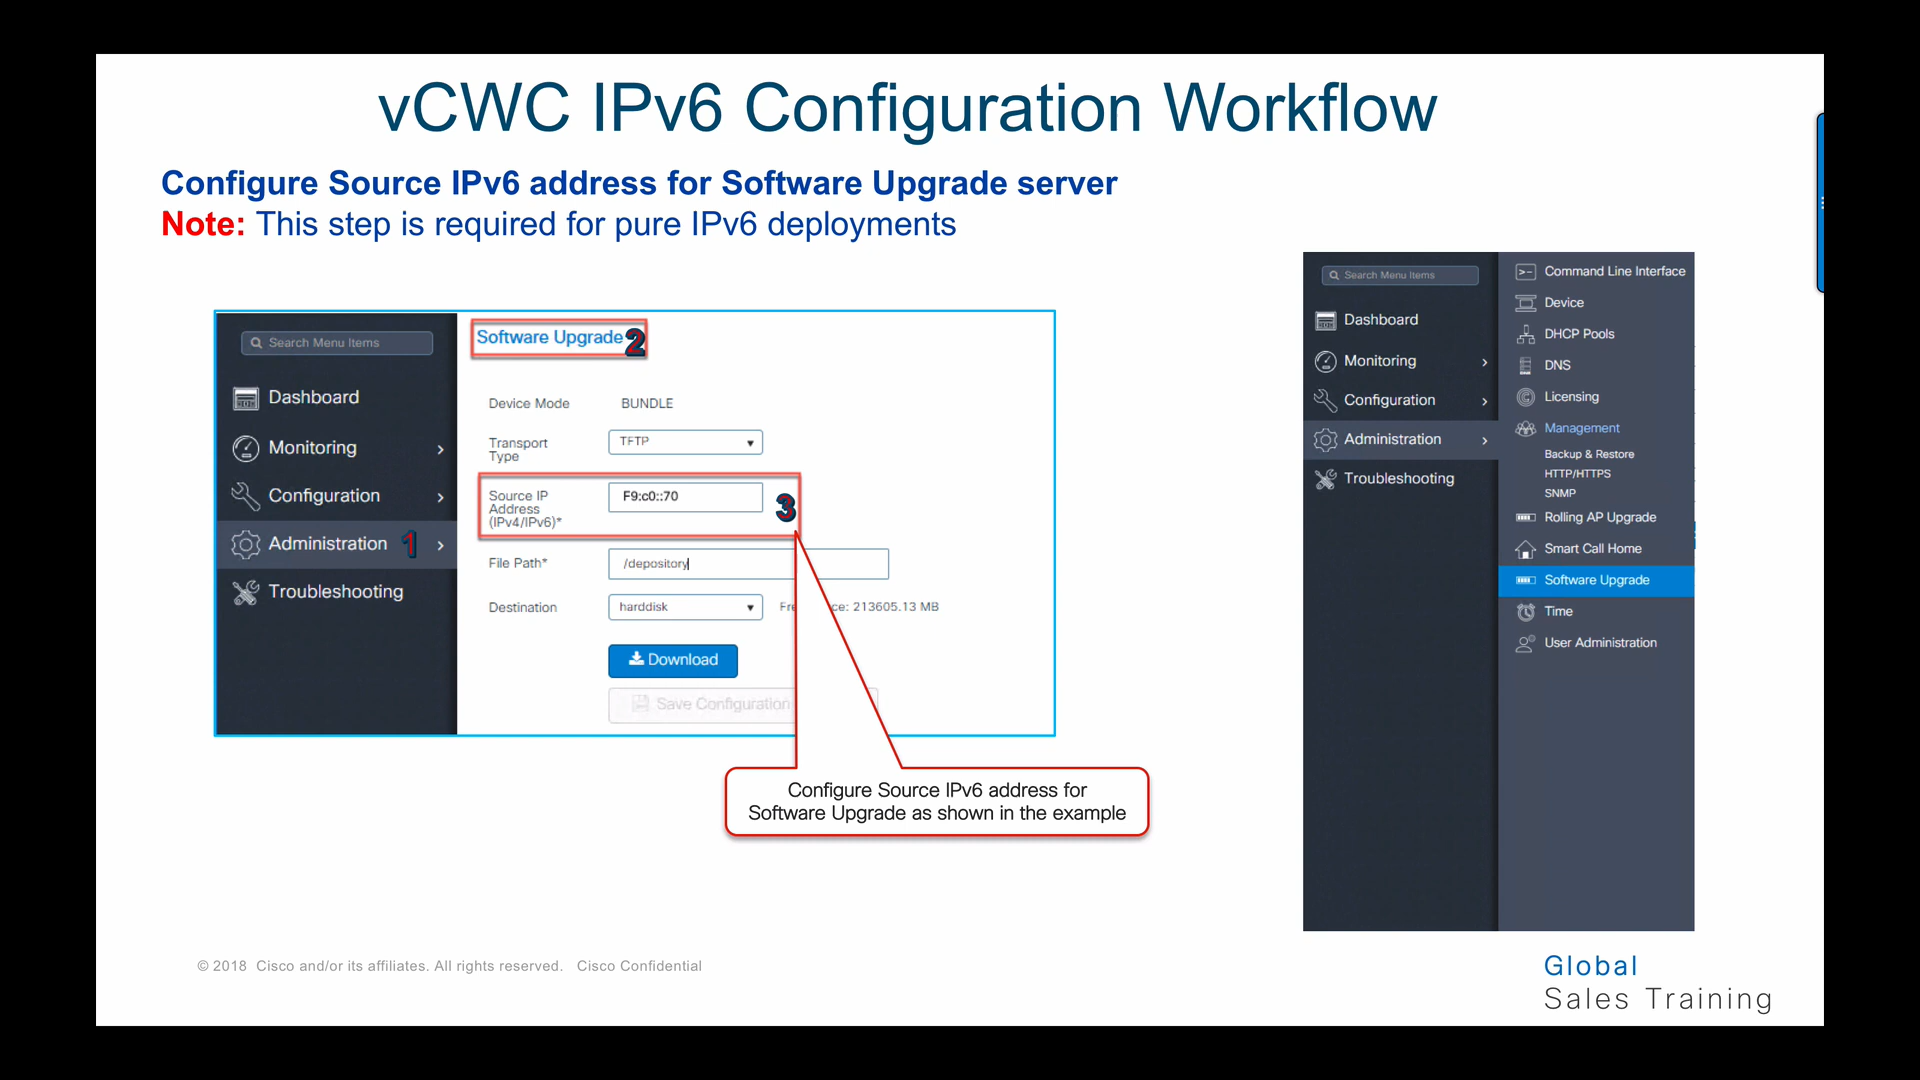 vCWC IPv6 Configuration Workflow
Configure Source IPv6 address for Software Upgrade server
Note: This step is required for pure IPv6 deployments
Search Menu Items
Dashboard
Monitoring
Configuration
Administration 1
Troubleshooting
Software Upgrade 2
Device Mode BUNDLE
Transport
Type
TFTP
Source IP
Address
(IPv4/IPv6)*
F9:c0::70
3
File Path* /depository
Destination harddisk 213605.13 MB
Download
Save Configuration
Configure Source IPv6 address for
Software Upgrade as shown in the example
Search Menu Items
Dashboard
Monitoring
Configuration
Administration
Troubleshooting
Command Line Interface
Device
DHCP Pools
DNS
Licensing
Management
Backup & Restore
HTTP/HTTPS
SNMP
Rolling AP Upgrade
Smart Call Home
Software Upgrade
Time
User Administration
© 2018 Cisco and/or its affiliates. All rights reserved. Cisco Confidential
Global
Sales Training